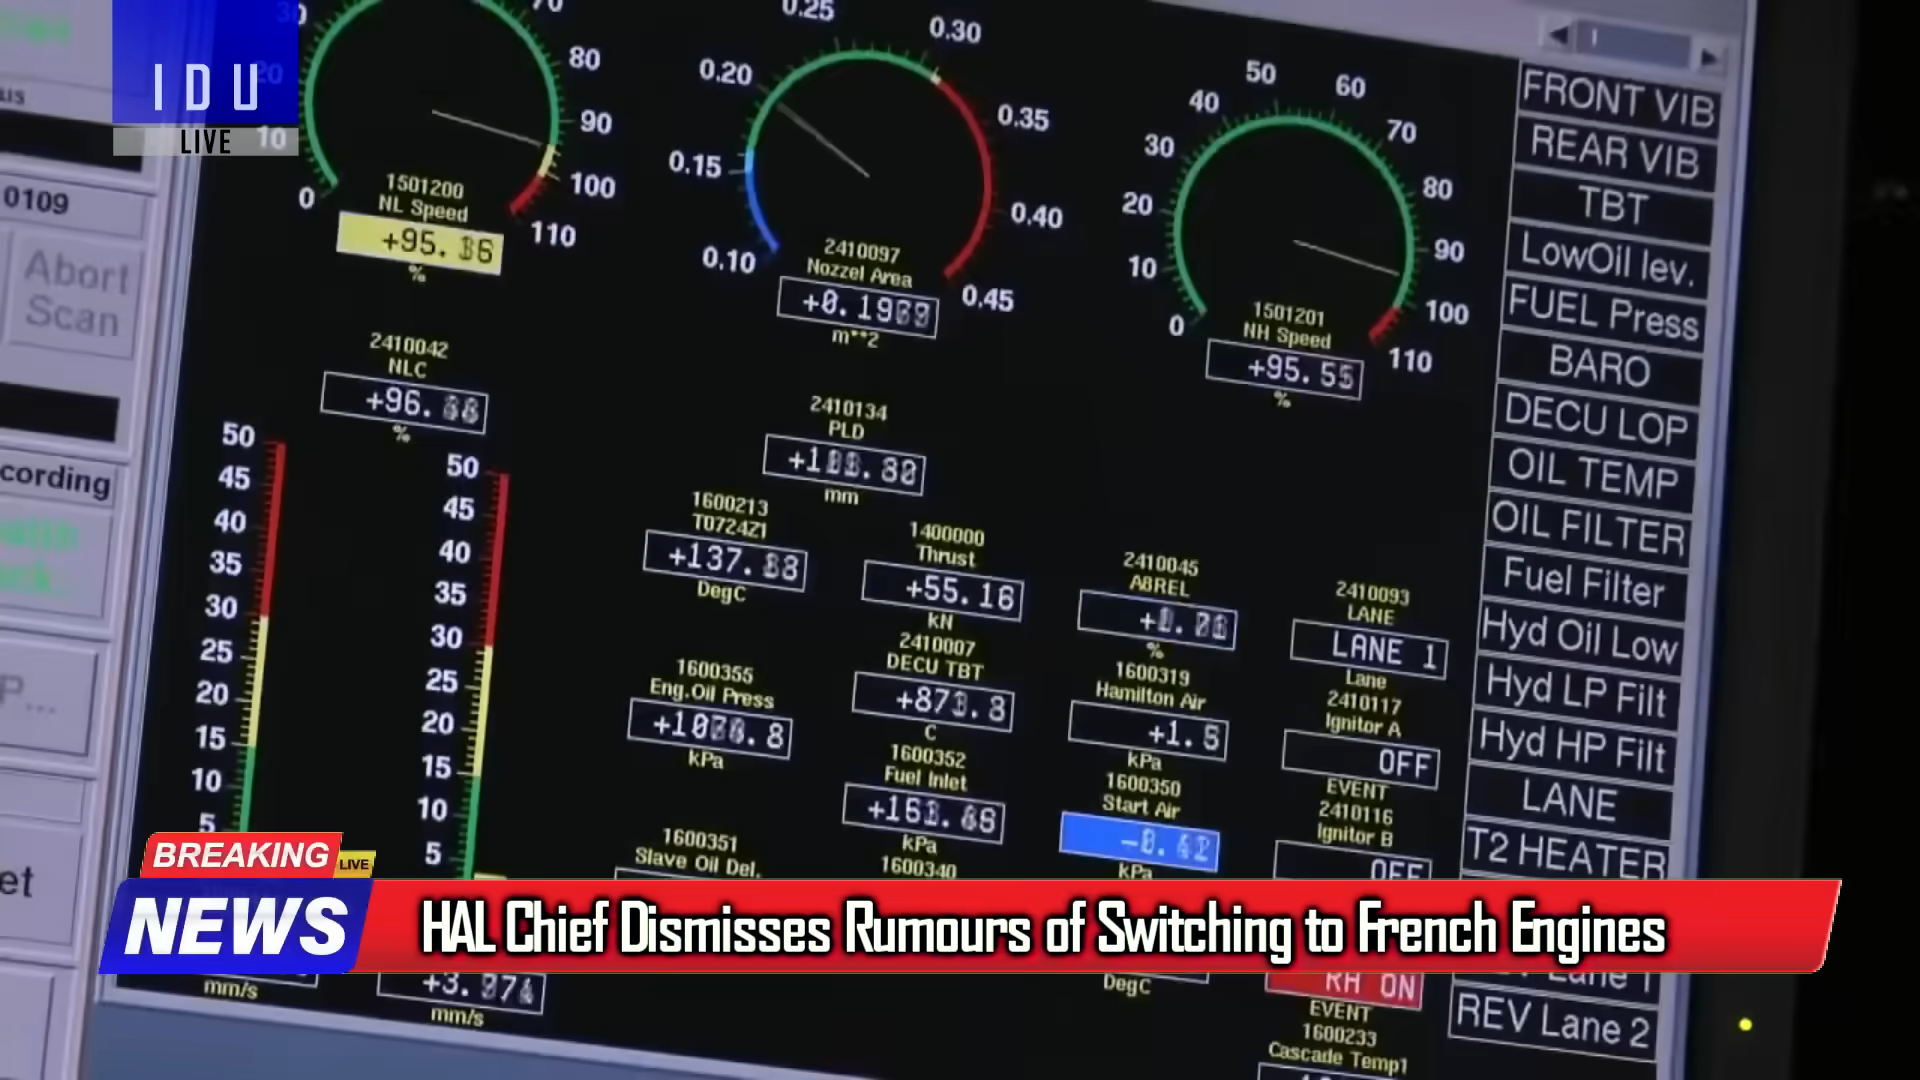 IDU
LIVE
0109
Abort
Scan
cording
et
0
10
70
80
90
100
110
1501200
NL Speed
%
2410042
NLC
%
0.10
0.15
0.20
0.25
0.30
0.35
0.40
0.45
2410097
Nozzel Area
m**2
0
10
20
30
40
50
60
70
80
90
100
110
1501201
NH Speed
+95.55
%
2410134
PLD
mm
1600213
T0724Z1
DegC
1400000
Thrust
+55.16
kN
2410045
A8REL
%
2410093
LANE
LANE 1
Lane
1600355
Eng.Oil Press
kPa
2410007
DECU TBT
C
1600319
Hamilton Air
+1.5
kPa
2410117
Ignitor A
OFF
EVENT
1600352
Fuel Inlet
kPa
1600350
Start Air
kPa
2410116
Ignitor B
OFF
1600351
Slave Oil Del.
1600340
50
45
40
35
30
25
20
15
10
5
50
45
40
35
30
25
20
15
10
5
mm/s
mm/s
DegC
RH ON
EVENT
1600233
Cascade Temp1
FRONT VIB
REAR VIB
TBT
LowOil lev.
FUEL Press
BARO
DECU LOP
OIL TEMP
OIL FILTER
Fuel Filter
Hyd Oil Low
Hyd LP Filt
Hyd HP Filt
LANE
T2 HEATER
REV Lane 1
REV Lane 2
BREAKING
LIVE
NEWS
HAL Chief Dismisses Rumours of Switching to French Engines